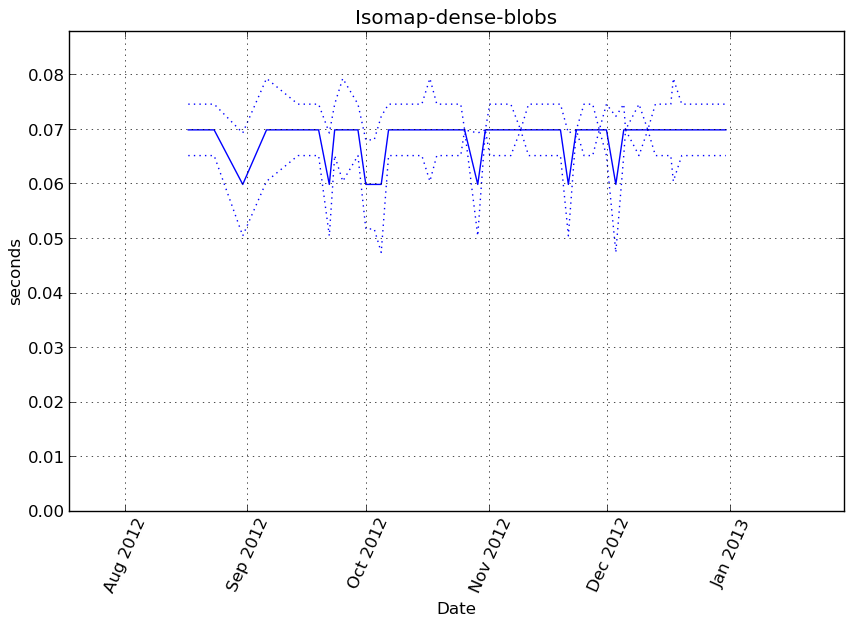 Isomap-dense-blobs
0.08
0.07
0.06
0.05
0.04
0.03
0.02
0.01
0.00
seconds
Aug 2012
Sep 2012
Oct 2012
Nov 2012
Dec 2012
Jan 2013
Date